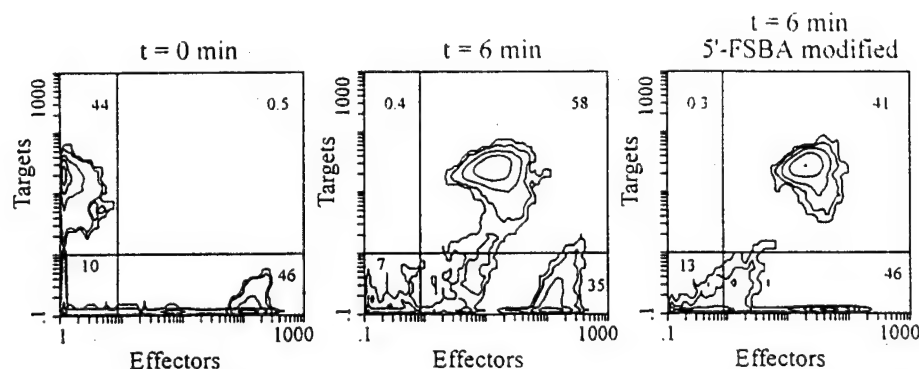 t = 0 min
t = 6 min
t = 6 min
5'-FSBA modified
1000
44
0.5
Targets
10
46
.1
.1
1000
Effectors
1000
0.4
58
Targets
7
35
.1
.1
1000
Effectors
1000
0.3
41
Targets
13
46
.1
.1
1000
Effectors